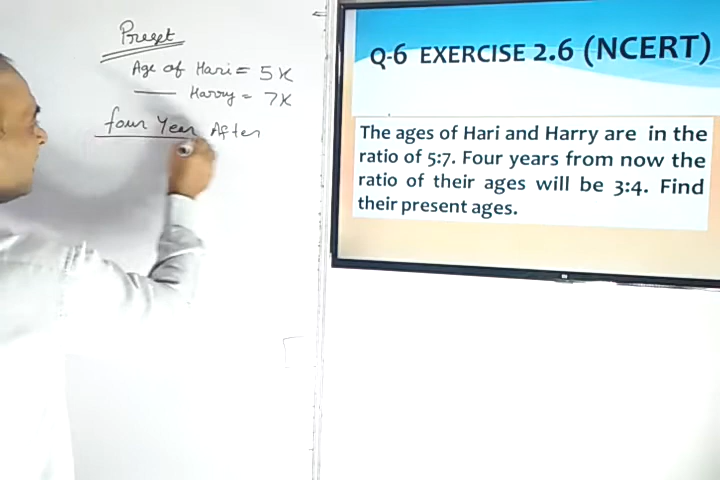 Preset
Age of Hari = 5x
— Harry = 7x
four Year After
Q-6 EXERCISE 2.6 (NCERT)
The ages of Hari and Harry are in the
ratio of 5:7. Four years from now the
ratio of their ages will be 3:4. Find
their present ages.